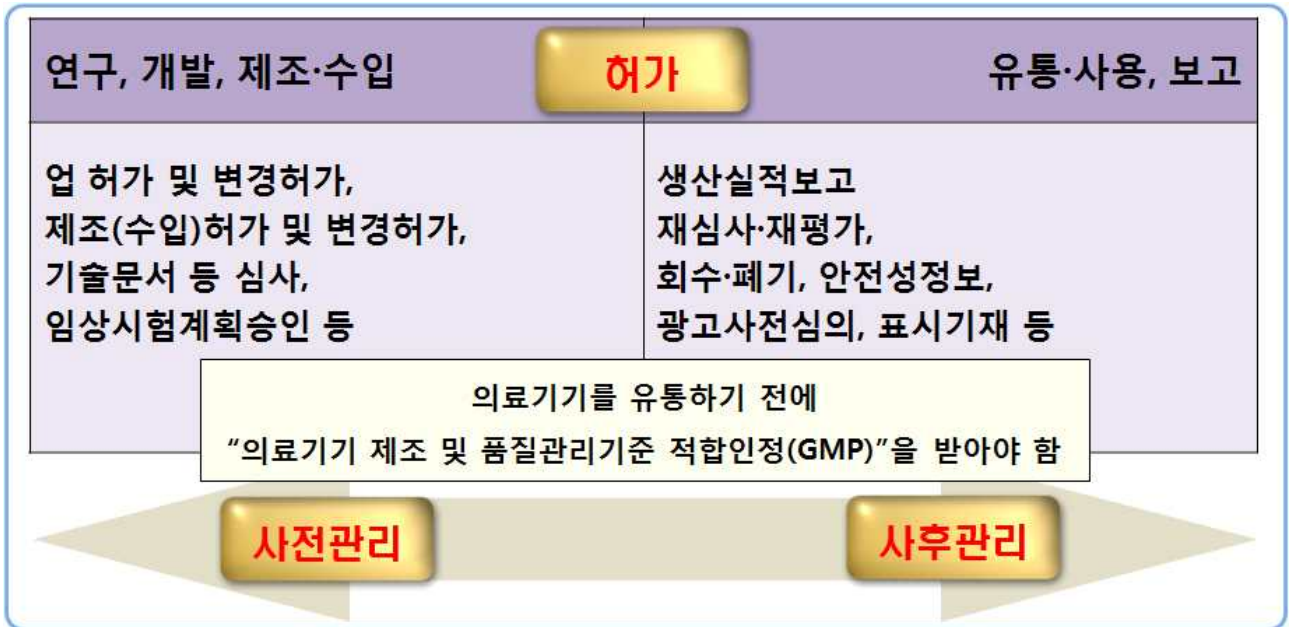 연구, 개발, 제조·수입
허가
유통·사용, 보고
업 허가 및 변경허가,
제조(수입)허가 및 변경허가,
기술문서 등 심사,
임상시험계획승인 등
생산실적보고
재심사·재평가,
회수·폐기, 안전성정보,
광고사전심의, 표시기재 등
의료기기를 유통하기 전에
“의료기기 제조 및 품질관리기준 적합인정(GMP)”을 받아야 함
사전관리
사후관리